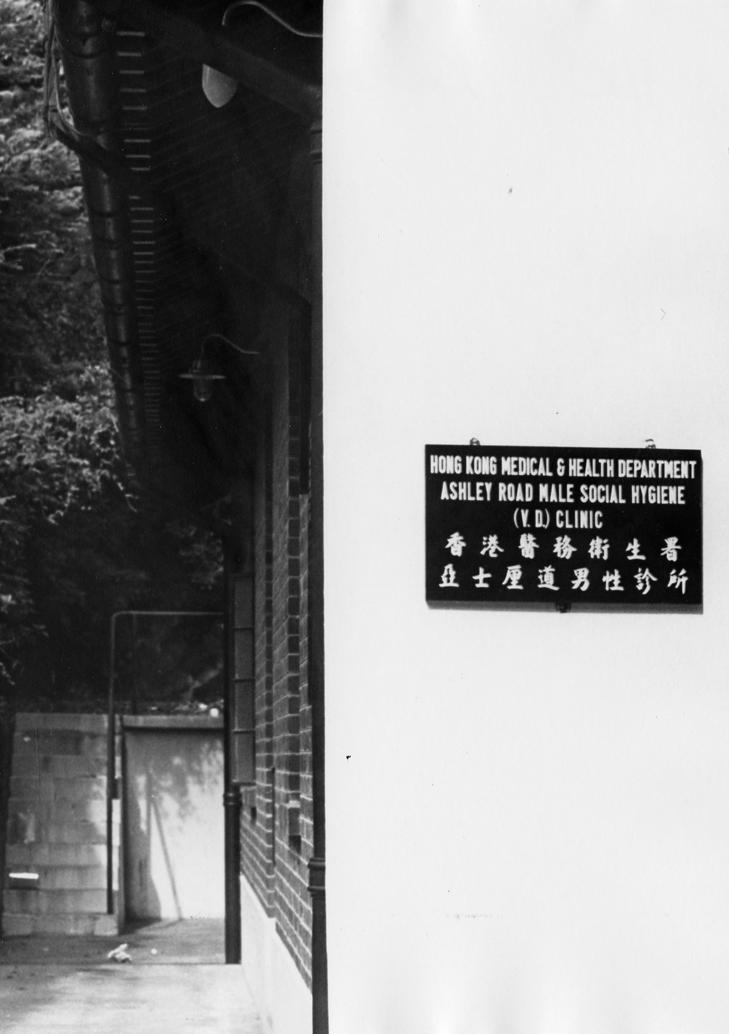 HONG KONG MEDICAL & HEALTH DEPARTMENT
ASHLEY ROAD MALE SOCIAL HYGIENE
(V. D.) CLINIC
香港醫務衛生署
亞士厘道男性診所